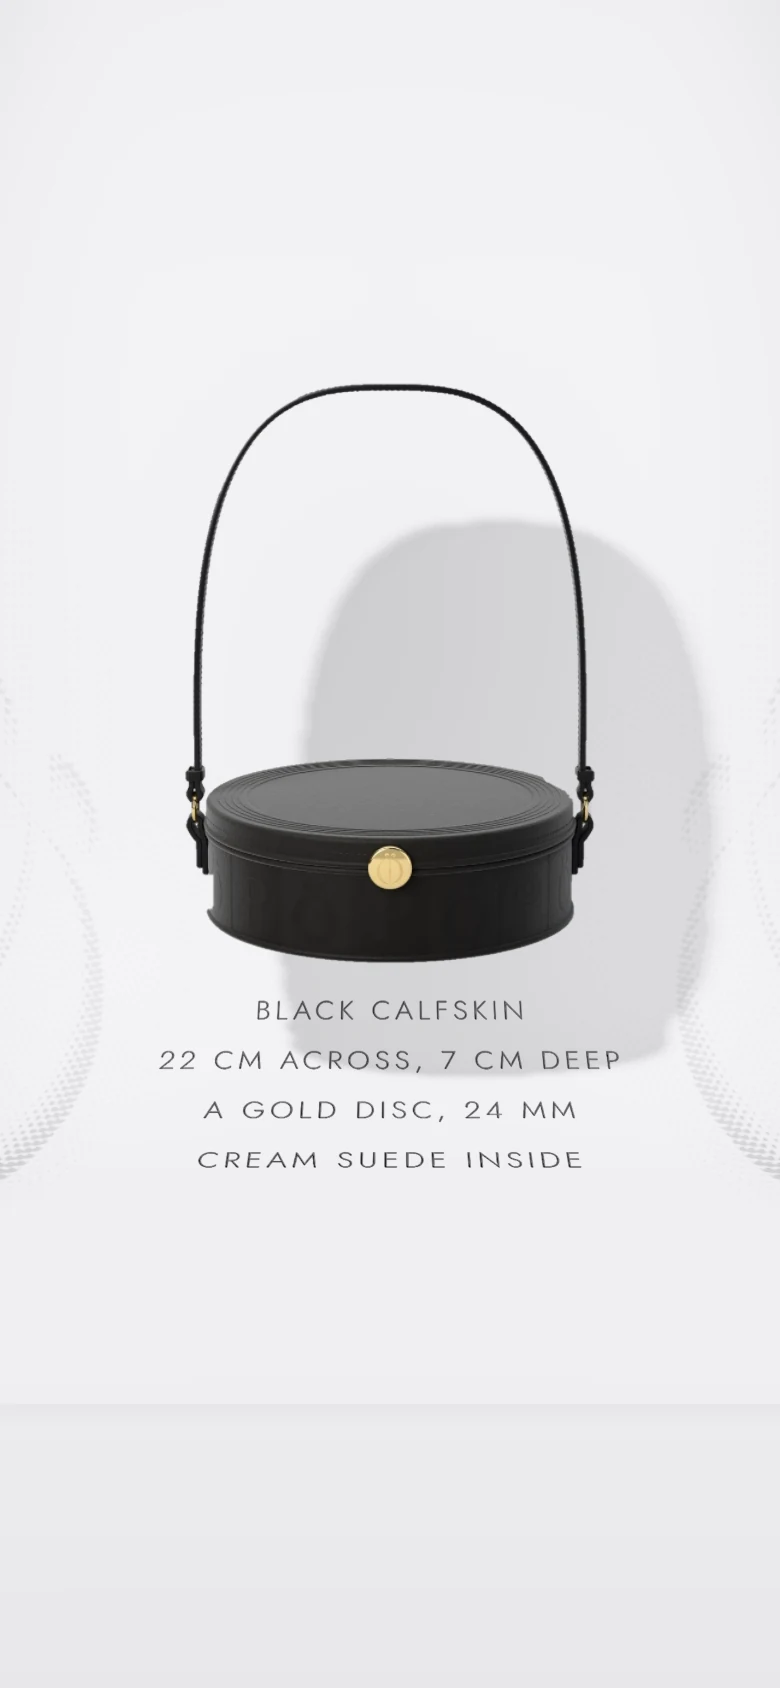 BLACK CALFSKIN
22 CM ACROSS, 7 CM DEEP
A GOLD DISC, 24 MM
CREAM SUEDE INSIDE